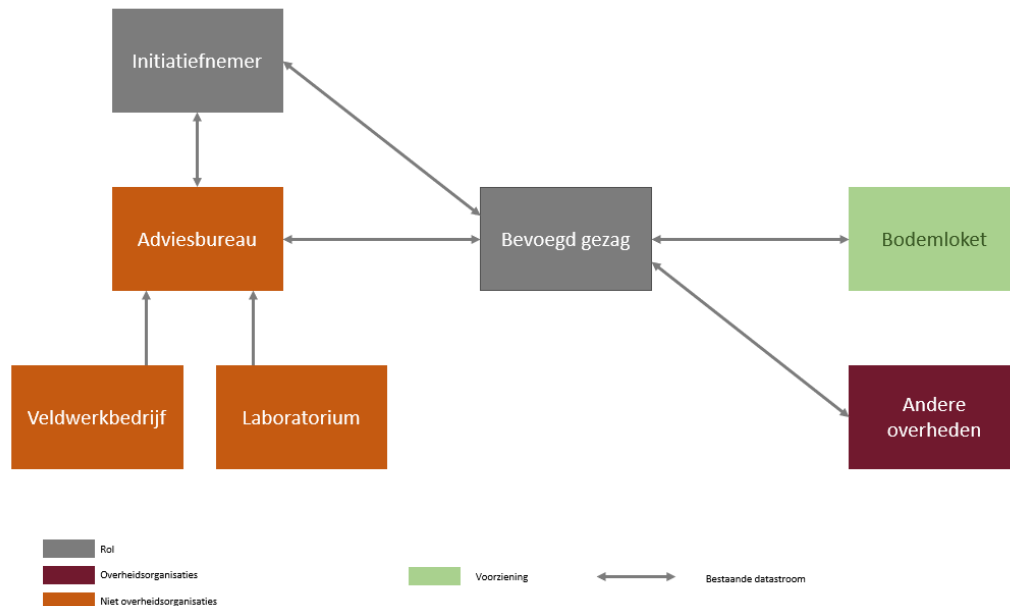 Initiatiefnemer
Adviesbureau
Bevoegd gezag
Bodemloket
Veldwerkbedrijf
Laboratorium
Andere
overheden
Rol
Overheidsorganisaties
Niet overheidsorganisaties
Voorziening
Bestaande datastroom